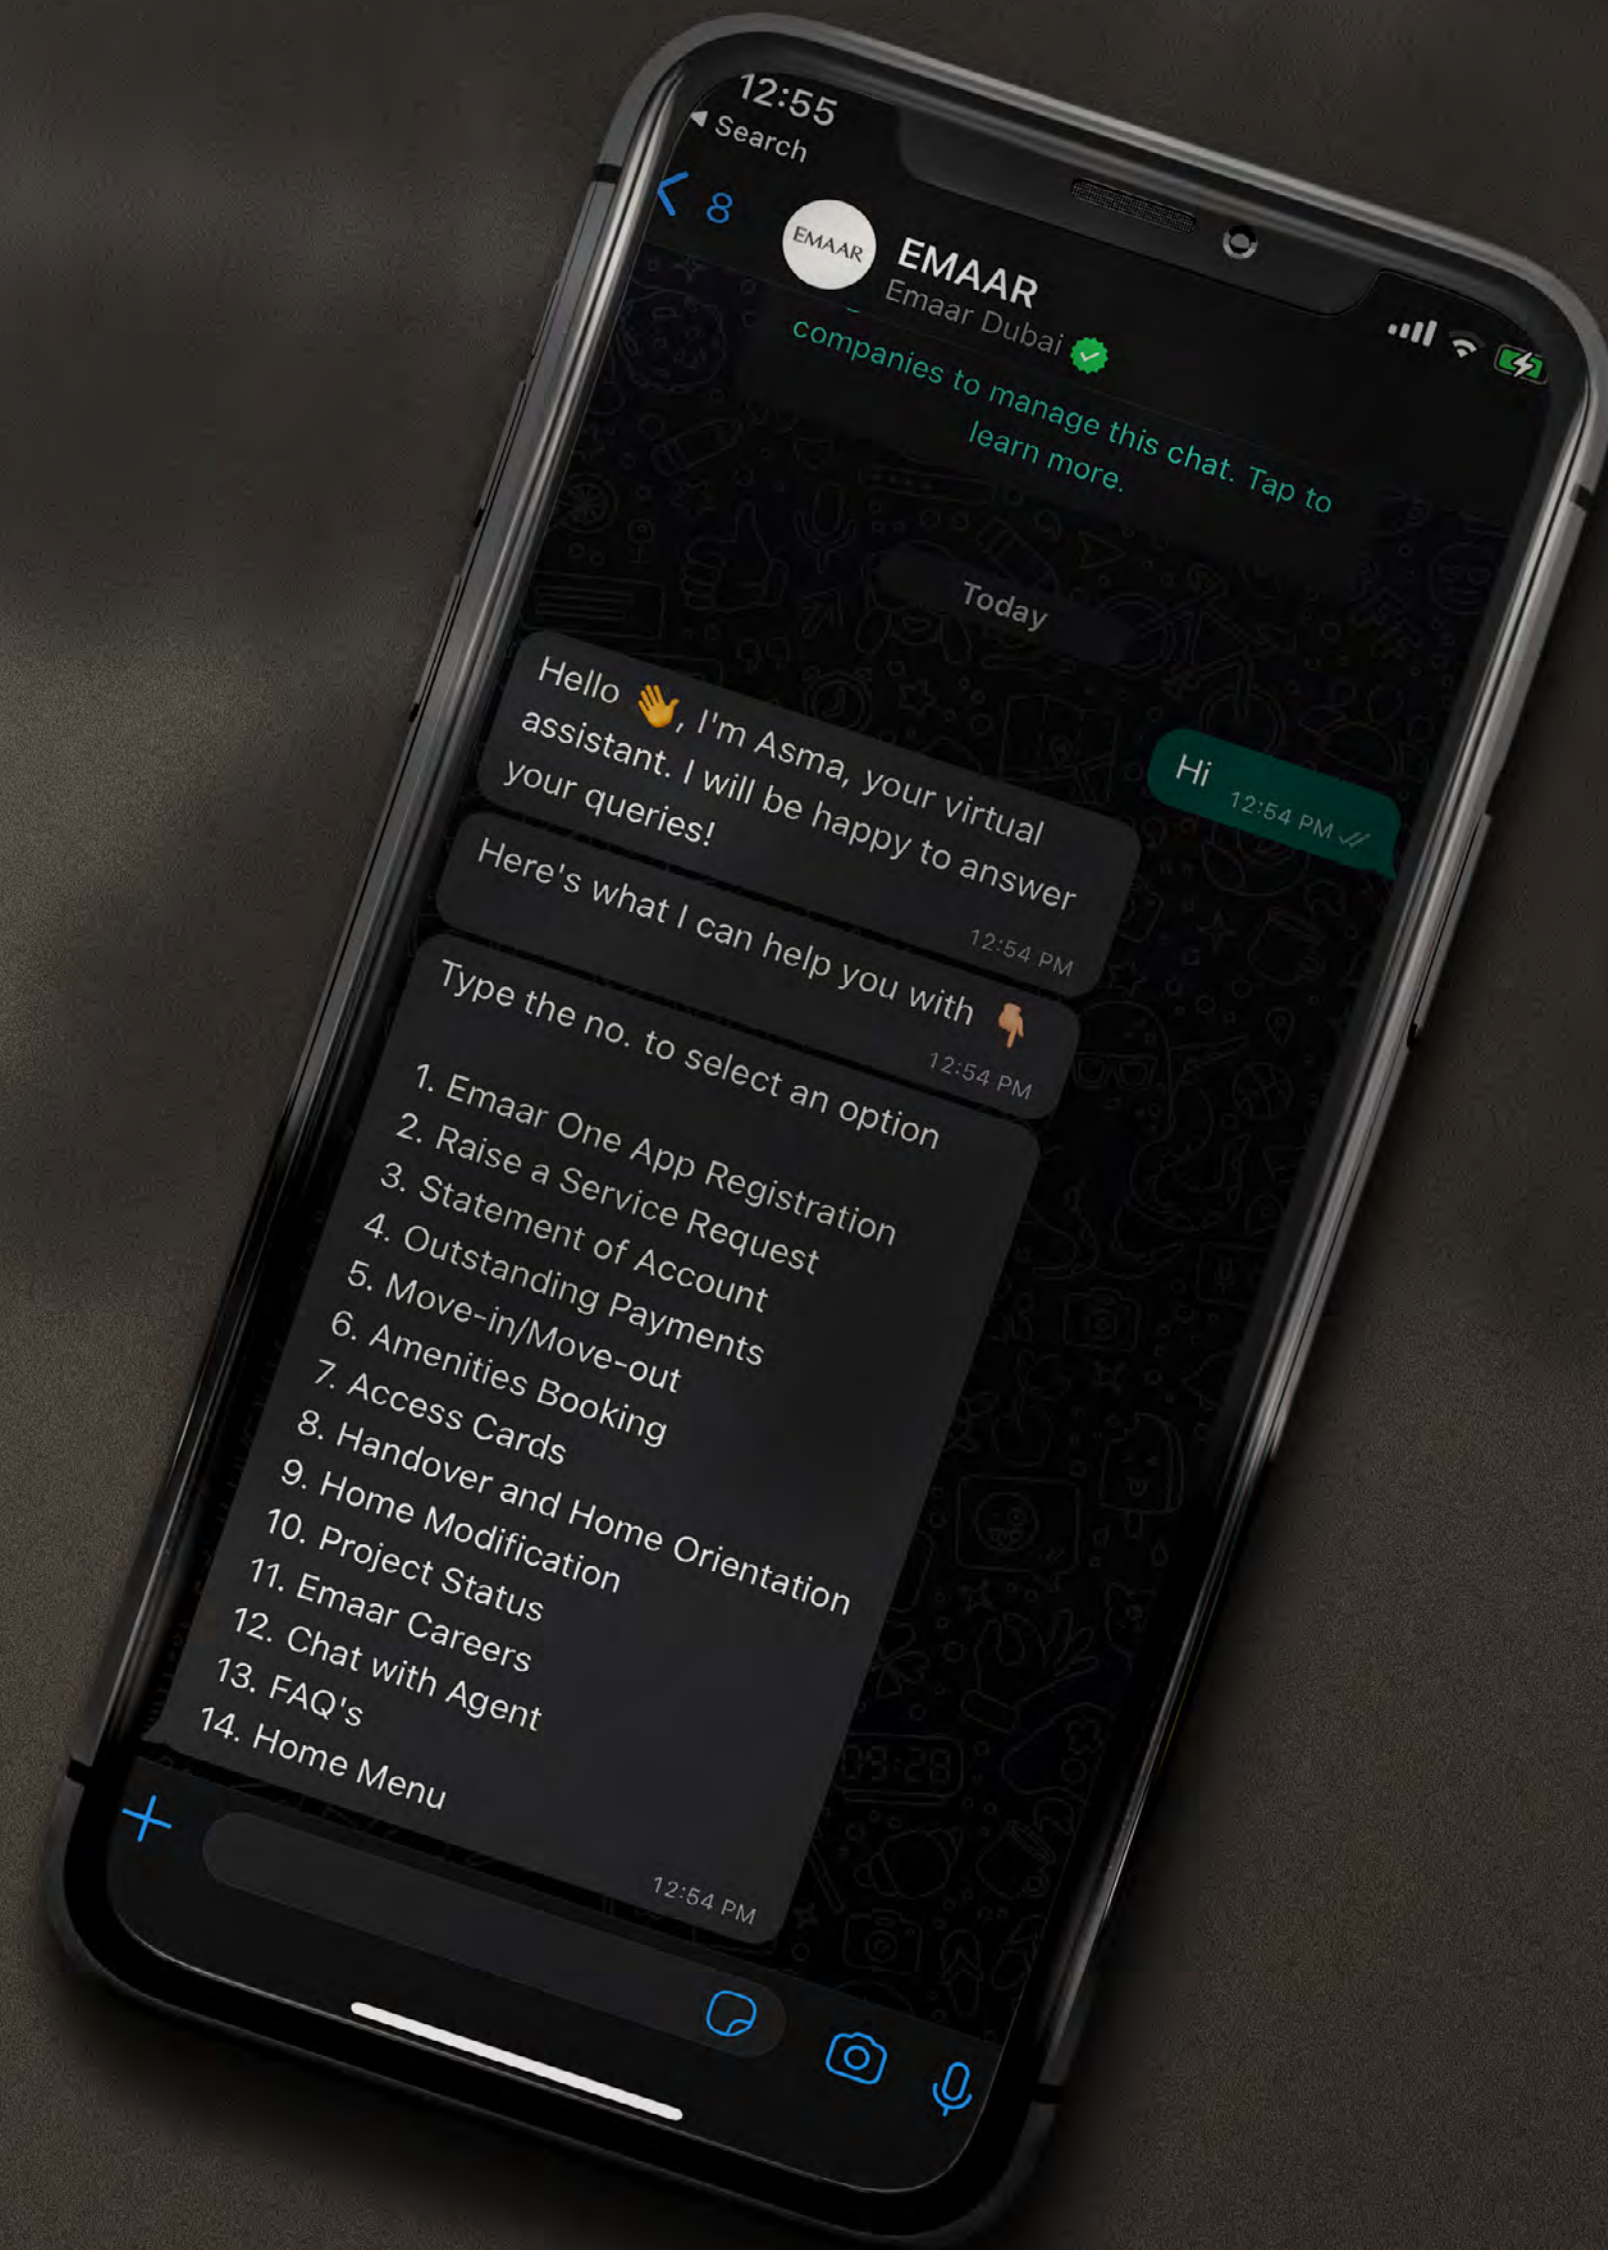 12:55
Search
8
EMAAR
EMAAR
Emaar Dubai
companies to manage this chat. Tap to
learn more.
Today
Hi
12:54 PM
Hello 👋, I'm Asma, your virtual
assistant. I will be happy to answer
your queries!
12:54 PM
Here's what I can help you with 👇🏽
12:54 PM
Type the no. to select an option
1. Emaar One App Registration
2. Raise a Service Request
3. Statement of Account
4. Outstanding Payments
5. Move-in/Move-out
6. Amenities Booking
7. Access Cards
8. Handover and Home Orientation
9. Home Modification
10. Project Status
11. Emaar Careers
12. Chat with Agent
13. FAQ's
14. Home Menu
12:54 PM
09:28